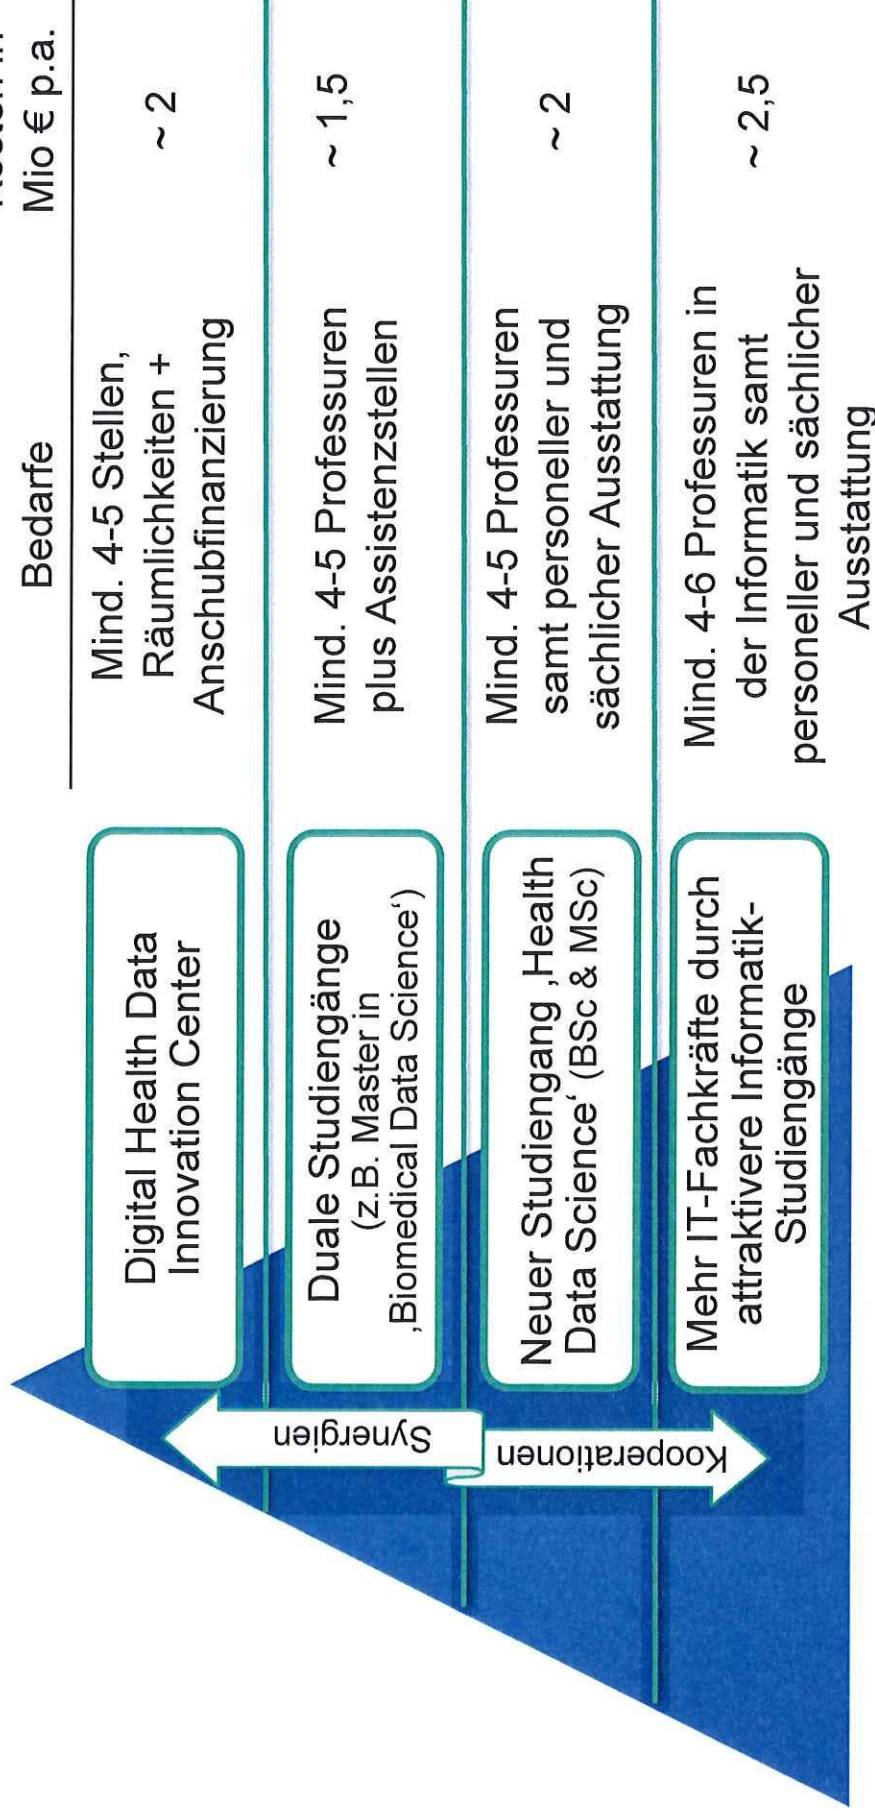 Bedarfe
Mio € p.a.
Digital Health Data
Innovation Center
Mind. 4-5 Stellen,
Räumlichkeiten +
Anschubfinanzierung
~ 2
Duale Studiengänge
(z.B. Master in
‚Biomedical Data Science‘)
Mind. 4-5 Professuren
plus Assistenzstellen
~ 1,5
Neuer Studiengang ‚Health
Data Science‘ (BSc & MSc)
Mind. 4-5 Professuren
samt personeller und
sächlicher Ausstattung
~ 2
Mehr IT-Fachkräfte durch
attraktivere Informatik-
Studiengänge
Mind. 4-6 Professuren in
der Informatik samt
personeller und sächlicher
Ausstattung
~ 2,5
Synergien
Kooperationen